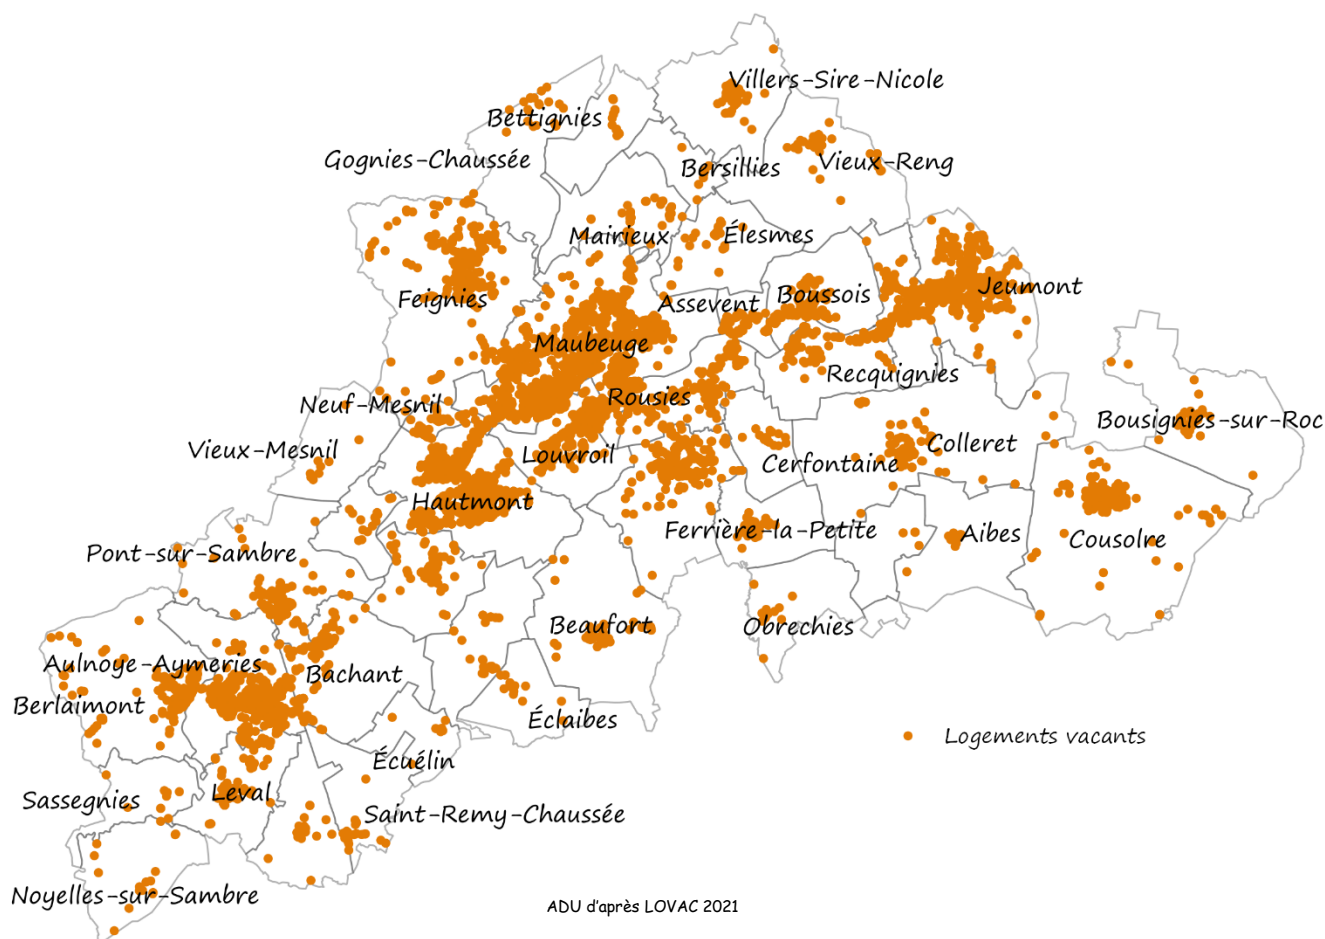 Villers-Sire-Nicole
Bettignies
Gognies-Chaussée
Bersillies
Vieux-Reng
Mairieux
Élesmes
Feignies
Assevent
Boussois
Jeumont
Maubeuge
Recquignies
Neuf-Mesnil
Rousies
Bousignies-sur-Roc
Vieux-Mesnil
Louvroil
Cerfontaine
Colleret
Hautmont
Ferrière-la-Petite
Aibes
Cousolre
Pont-sur-Sambre
Beaufort
Obrechies
Aulnoye-Aymeries
Bachant
Berlaimont
Éclaibes
Logements vacants
Écuélin
Sassegnies
Leval
Saint-Remy-Chaussée
Noyelles-sur-Sambre
ADU d'après LOVAC 2021